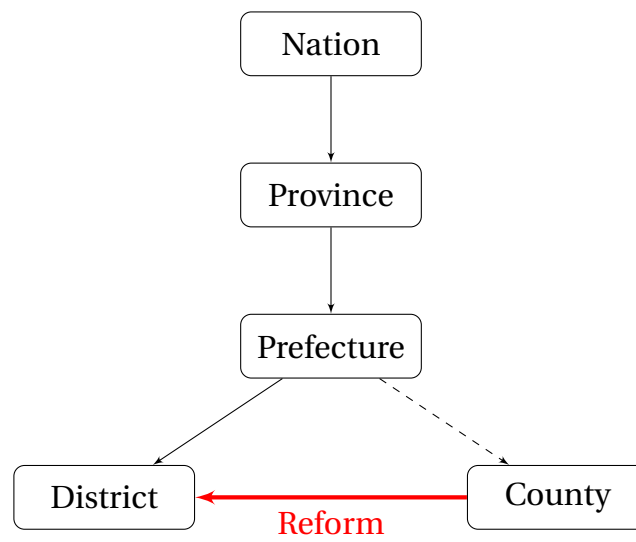 Nation
Province
Prefecture
District
County
Reform